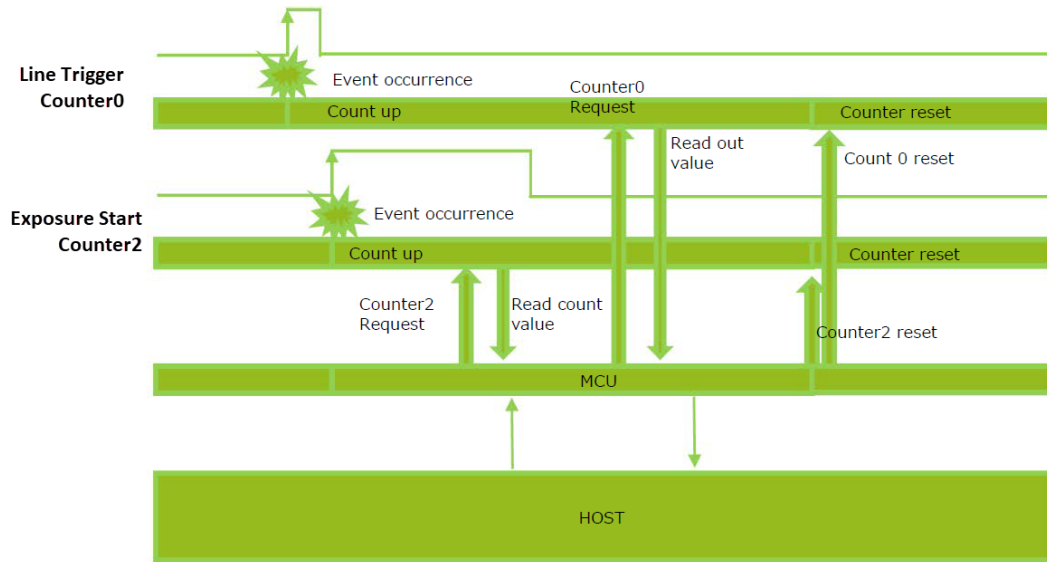 Line Trigger
Counter0
Event occurrence
Counter0
Request
Count up
Counter reset
Read out
value
Count 0 reset
Exposure Start
Counter2
Event occurrence
Count up
Counter reset
Counter2
Request
Read count
value
Counter2 reset
MCU
HOST